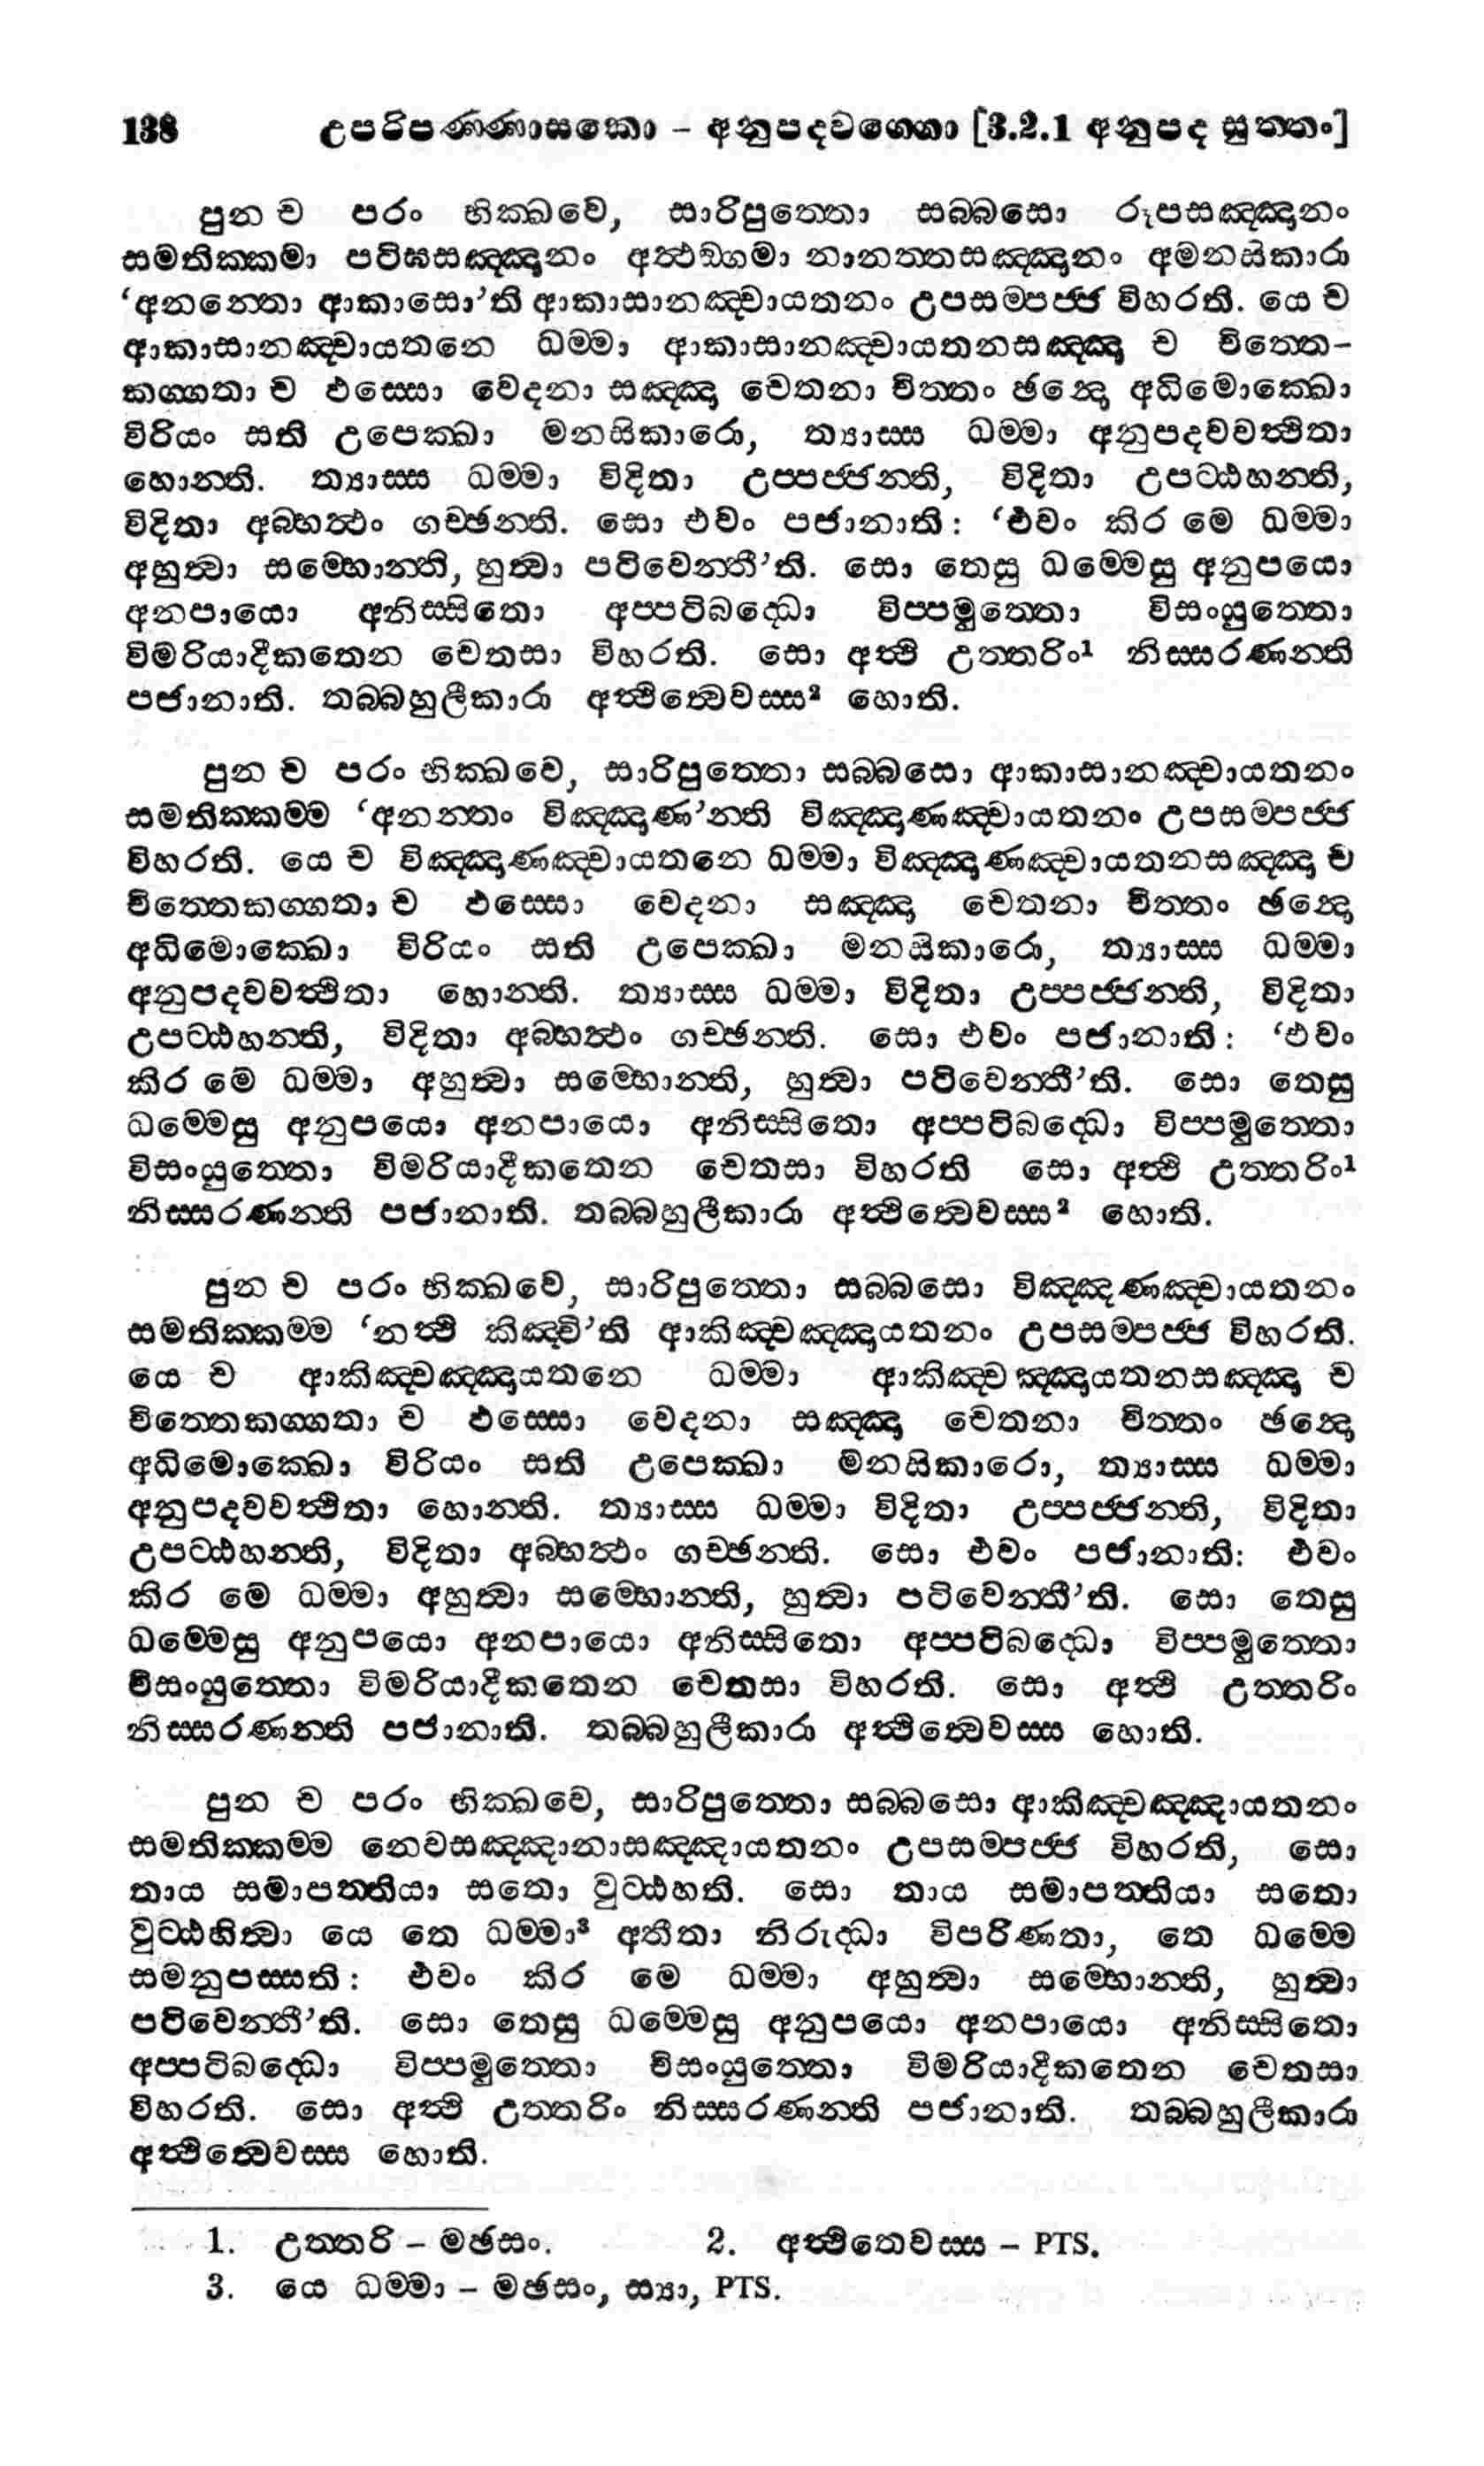 138 උපරිපණ්ණාසකො - අනුපදවග්ගො [3.2.1 අනුපද සුත්තං]
පුන ච පරං භික්ඛවෙ, සාරිපුත්තො සබ්බසො රූපසඤ්ඤානං
සමතික්කමා පටිඝසඤ්ඤානං අත්ථඞ්ගමා නානත්තසඤ්ඤානං අමනසිකාරා
‘අනන්තො ආකාසො’ති ආකාසානඤ්චායතනං උපසම්පජ්ජ විහරති. යෙ ච
ආකාසානඤ්චායතනෙ ධම්මා ආකාසානඤ්චායතනසඤ්ඤා ච චිත්තෙ-
කග්ගතා ච ඵස්සො වෙදනා සඤ්ඤා චෙතනා චිත්තං ඡන්දො අධිමොක්ඛො
විරියං සති උපෙක්ඛා මනසිකාරො, ත්‍යාස්ස ධම්මා අනුපදවවත්ථිතා
හොන්ති. ත්‍යාස්ස ධම්මා විදිතා උප්පජ්ජන්ති, විදිතා උපට්ඨහන්ති,
විදිතා අබ්භත්ථං ගච්ඡන්ති. සො එවං පජානාති: ‘එවං කිර මෙ ධම්මා
අහුත්වා සම්භොන්ති, හුත්වා පටිවෙන්තී’ති. සො තෙසු ධම්මෙසු අනුපයො
අනපායො අනිස්සිතො අප්පටිබද්ධො විප්පමුත්තො විසංයුත්තො
විමරියාදීකතෙන චෙතසා විහරති. සො අත්ථි උත්තරිං¹ නිස්සරණන්ති
පජානාති. තබ්බහුලීකාරා අත්ථිත්වෙවස්ස² හොති.
පුන ච පරං භික්ඛවෙ, සාරිපුත්තො සබ්බසො ආකාසානඤ්චායතනං
සමතික්කම්ම ‘අනන්තං විඤ්ඤාණ’න්ති විඤ්ඤාණඤ්චායතනං උපසම්පජ්ජ
විහරති. යෙ ච විඤ්ඤාණඤ්චායතනෙ ධම්මා විඤ්ඤාණඤ්චායතනසඤ්ඤා ච
චිත්තෙකග්ගතා ච ඵස්සො වෙදනා සඤ්ඤා චෙතනා චිත්තං ඡන්දො
අධිමොක්ඛො විරියං සති උපෙක්ඛා මනසිකාරො, ත්‍යාස්ස ධම්මා
අනුපදවවත්ථිතා හොන්ති. ත්‍යාස්ස ධම්මා විදිතා උප්පජ්ජන්ති, විදිතා
උපට්ඨහන්ති, විදිතා අබ්භත්ථං ගච්ඡන්ති. සො එවං පජානාති: ‘එවං
කිර මෙ ධම්මා අහුත්වා සම්භොන්ති, හුත්වා පටිවෙන්තී’ති. සො තෙසු
ධම්මෙසු අනුපයො අනපායො අනිස්සිතො අප්පටිබද්ධො විප්පමුත්තො
විසංයුත්තො විමරියාදීකතෙන චෙතසා විහරති සො අත්ථි උත්තරිං¹
නිස්සරණන්ති පජානාති. තබ්බහුලීකාරා අත්ථිත්වෙවස්ස² හොති.
පුන ච පරං භික්ඛවෙ, සාරිපුත්තො සබ්බසො විඤ්ඤණඤ්චායතනං
සමතික්කම්ම ‘නත්ථි කිඤ්චි’ති ආකිඤ්චඤ්ඤායතනං උපසම්පජ්ජ විහරති.
යෙ ච ආකිඤ්චඤ්ඤායතනෙ ධම්මා ආකිඤ්චඤ්ඤායතනසඤ්ඤා ච
චිත්තෙකග්ගතා ච ඵස්සො වෙදනා සඤ්ඤා චෙතනා චිත්තං ඡන්දො
අධිමොක්ඛො විරියං සති උපෙක්ඛා මනසිකාරො, ත්‍යාස්ස ධම්මා
අනුපදවවත්ථිතා හොන්ති. ත්‍යාස්ස ධම්මා විදිතා උප්පජ්ජන්ති, විදිතා
උපට්ඨහන්ති, විදිතා අබ්භත්ථං ගච්ඡන්ති. සො එවං පජානාති: එවං
කිර මෙ ධම්මා අහුත්වා සම්භොන්ති, හුත්වා පටිවෙන්තී’ති. සො තෙසු
ධම්මෙසු අනුපයො අනපායො අනිස්සිතො අප්පටිබද්ධො විප්පමුත්තො
විසංයුත්තො විමරියාදීකතෙන චෙතසා විහරති. සො අත්ථි උත්තරිං
නිස්සරණන්ති පජානාති. තබ්බහුලීකාරා අත්ථිත්වෙවස්ස හොති.
පුන ච පරං භික්ඛවෙ, සාරිපුත්තො සබ්බසො ආකිඤ්චඤ්ඤායතනං
සමතික්කම්ම නෙවසඤ්ඤානාසඤ්ඤායතනං උපසම්පජ්ජ විහරති, සො
තාය සමාපත්තියා සතො වුට්ඨහති. සො තාය සමාපත්තියා සතො
වුට්ඨහිත්වා යෙ තෙ ධම්මා³ අතීතා නිරුද්ධා විපරිණතා, තෙ ධම්මෙ
සමනුපස්සති: එවං කිර මෙ ධම්මා අහුත්වා සම්භොන්ති, හුත්වා
පටිවෙන්තී’ති. සො තෙසු ධම්මෙසු අනුපයො අනපායො අනිස්සිතො
අප්පටිබද්ධො විප්පමුත්තො විසංයුත්තො විමරියාදීකතෙන චෙතසා
විහරති. සො අත්ථි උත්තරිං නිස්සරණන්ති පජානාති. තබ්බහුලීකාරා
අත්ථිත්වෙවස්ස හොති.
1. උත්තරි - මඡසං. 2. අත්ථිතෙවස්ස - PTS.
3. යෙ ධම්මා - මඡසං, ස්‍යා, PTS.